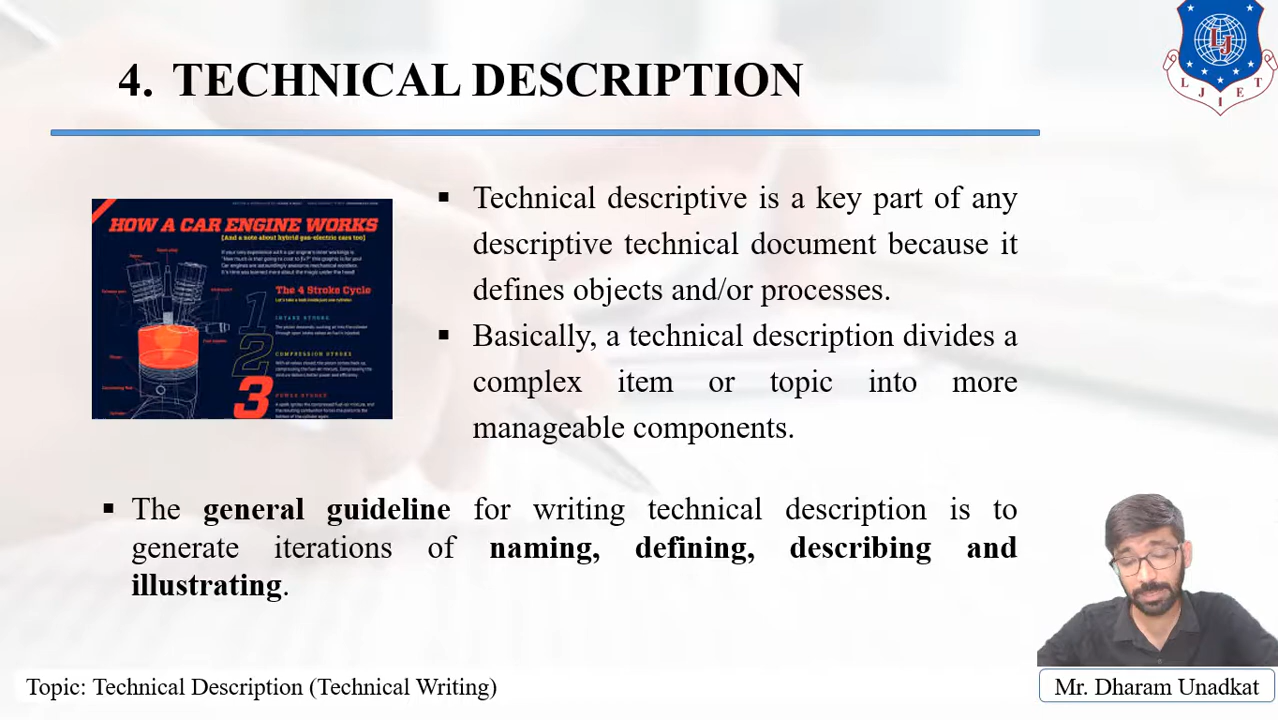 4. TECHNICAL DESCRIPTION
L J I E T
LJ
HOW A CAR ENGINE WORKS
(And a note about hybrid gas-electric cars too)
The 4 Stroke Cycle
1
INTAKE STROKE
2
COMPRESSION STROKE
3
POWER STROKE
▪ Technical descriptive is a key part of any
descriptive technical document because it
defines objects and/or processes.
▪ Basically, a technical description divides a
complex item or topic into more
manageable components.
▪ The general guideline for writing technical description is to
generate iterations of naming, defining, describing and
illustrating.
Topic: Technical Description (Technical Writing)
Mr. Dharam Unadkat